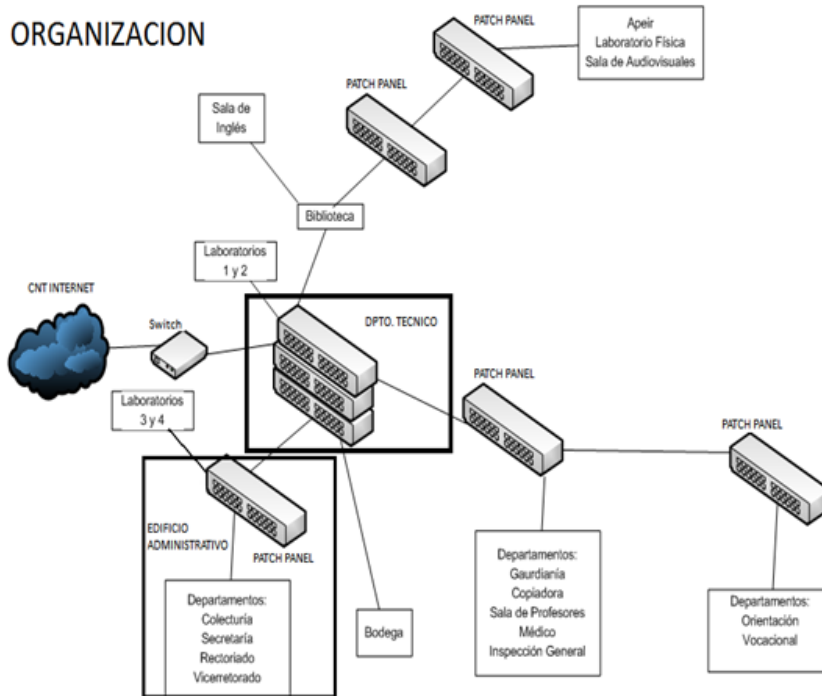 ORGANIZACION
PATCH PANEL
Apeir
Laboratorio Física
Sala de Audiovisuales
PATCH PANEL
Sala de
Inglés
Biblioteca
Laboratorios
1 y 2
CNT INTERNET
Switch
DPTO. TECNICO
PATCH PANEL
Laboratorios
3 y 4
PATCH PANEL
EDIFICIO
ADMINISTRATIVO
PATCH PANEL
Departamentos:
Colecturía
Secretaría
Rectoriado
Vicerretorado
Bodega
Departamentos:
Gaurdianía
Copiadora
Sala de Profesores
Médico
Inspección General
Departamentos:
Orientación
Vocacional